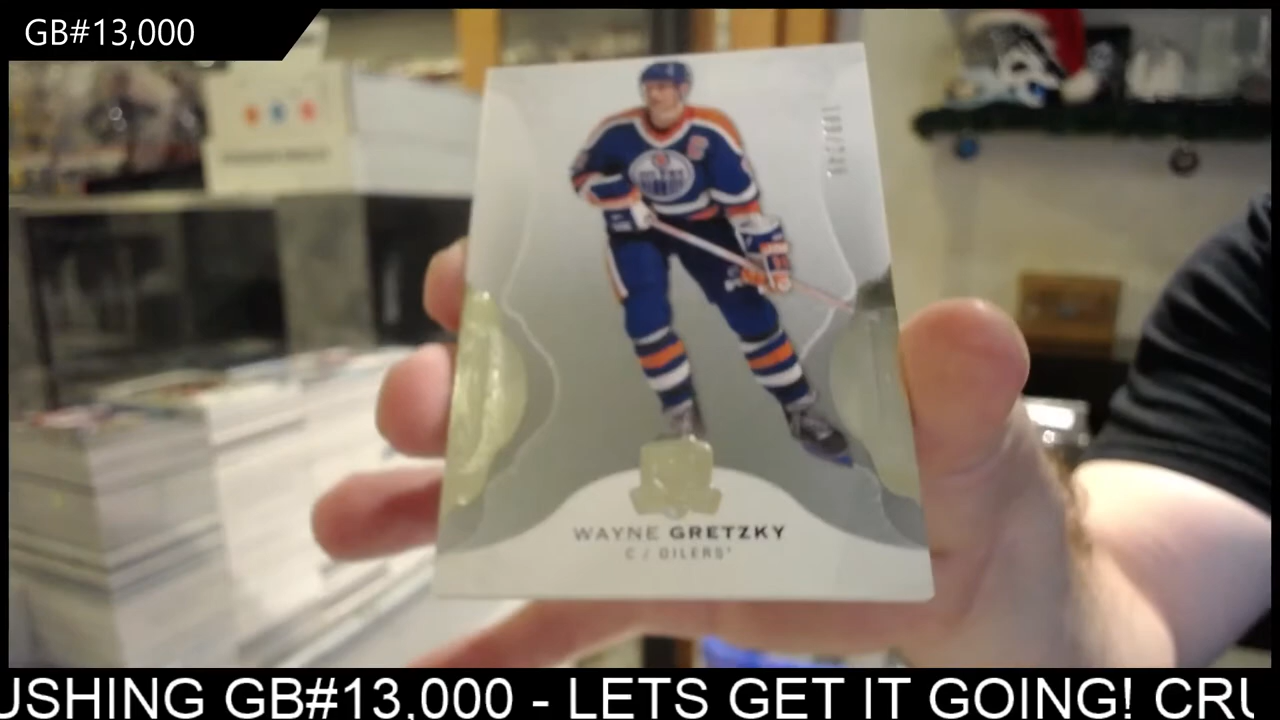 GB#13,000
WAYNE GRETZKY
C / OILERS
USHING GB#13,000 - LETS GET IT GOING! CRU